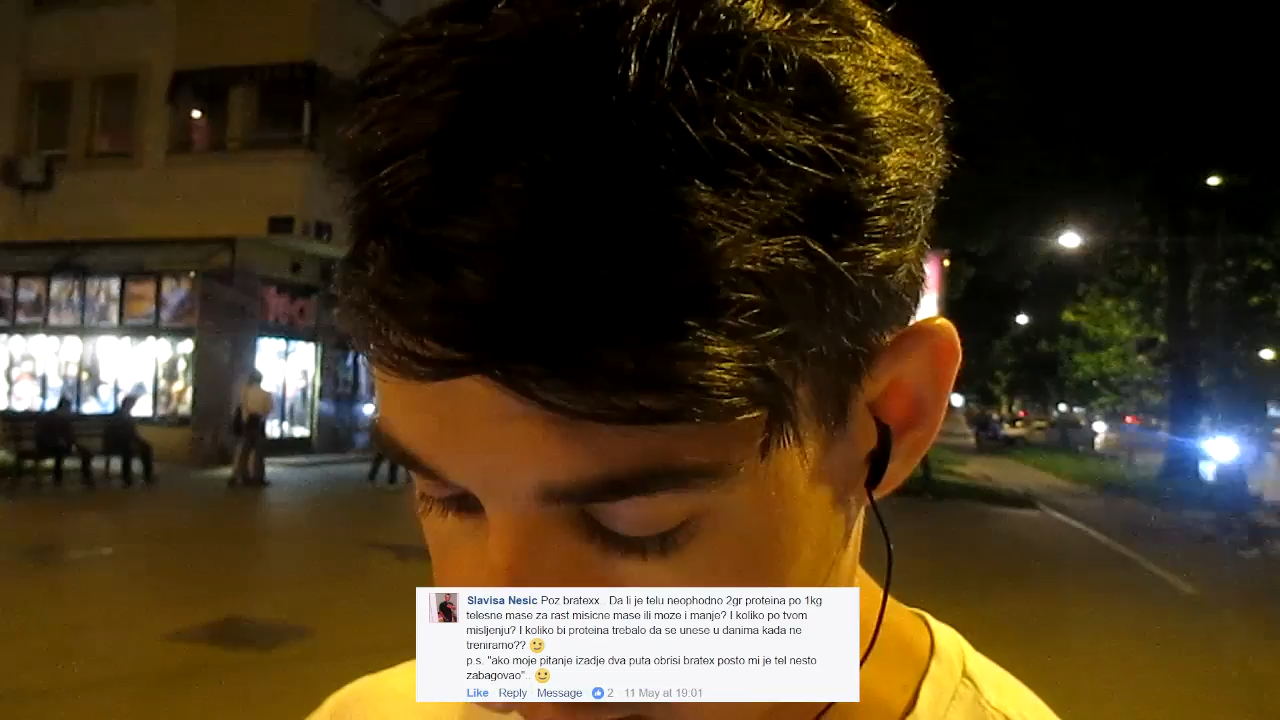 Slavisa Nesic Poz bratexx . Da li je telu neophodno 2gr proteina po 1kg
telesne mase za rast misicne mase ili moze i manje? I koliko po tvom
misljenju? I koliko bi proteina trebalo da se unese u danima kada ne
treniramo?? 😉
p.s. "ako moje pitanje izadje dva puta obrisi bratex posto mi je tel nesto
zabagovao".. 🙂
Like Reply Message 2 11 May at 19:01